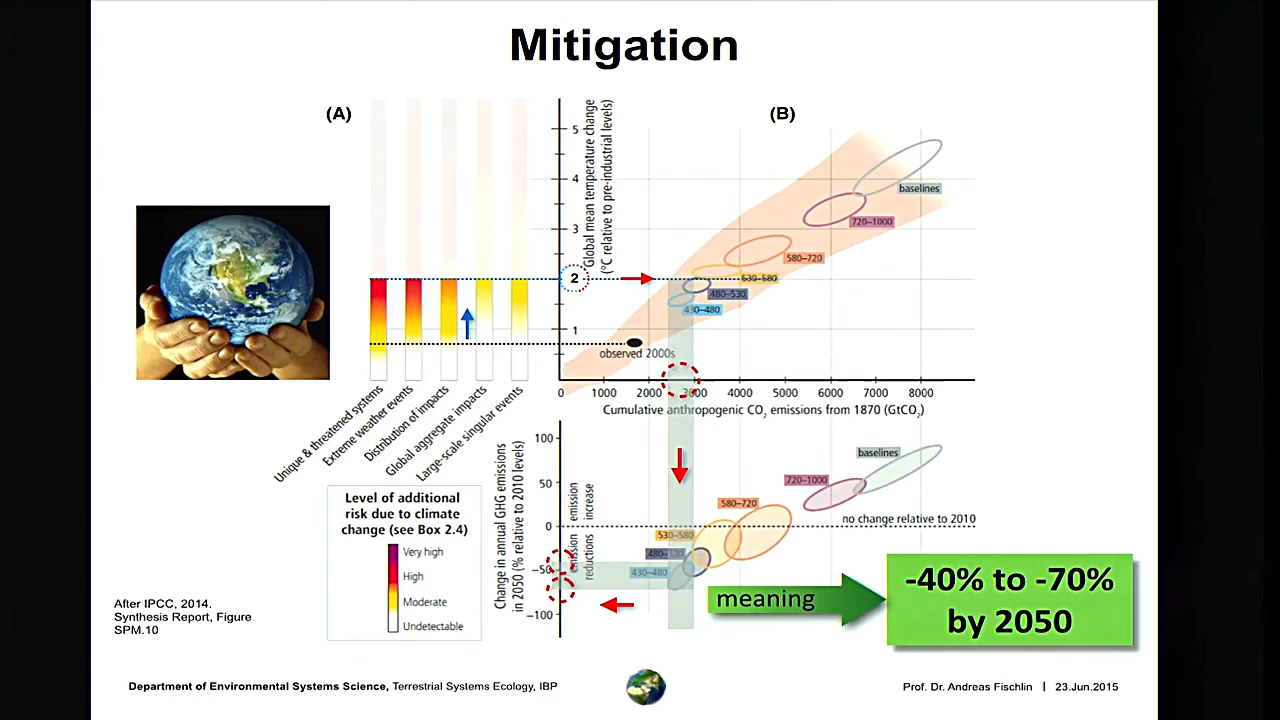 Mitigation
(A)
(B)
Global mean temperature change
(°C relative to pre-industrial levels)
5
4
3
2
1
baselines
720–1000
580–720
530–580
480–530
430–480
observed 2000s
0
1000
2000
3000
4000
5000
6000
7000
8000
Cumulative anthropogenic CO₂ emissions from 1870 (GtCO₂)
Unique & threatened systems
Extreme weather events
Distribution of impacts
Global aggregate impacts
Large-scale singular events
Level of additional
risk due to climate
change (see Box 2.4)
Very high
High
Moderate
Undetectable
Change in annual GHG emissions
in 2050 (% relative to 2010 levels)
100
50
0
−50
−100
emission
increase
emission
reductions
baselines
720–1000
580–720
no change relative to 2010
530–580
480–530
430–480
meaning
-40% to -70%
by 2050
After IPCC, 2014.
Synthesis Report, Figure
SPM.10
Department of Environmental Systems Science, Terrestrial Systems Ecology, IBP
Prof. Dr. Andreas Fischlin | 23.Jun.2015